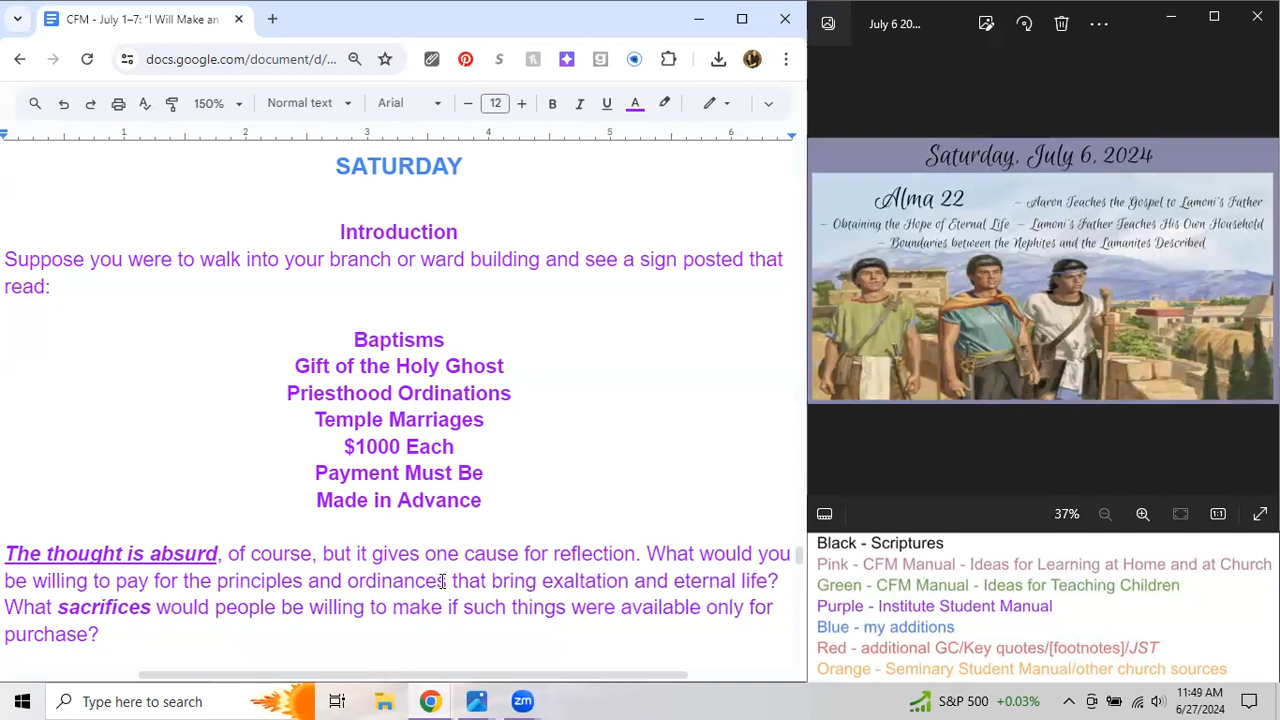 CFM - July 1–7: “I Will Make an
docs.google.com/document/d/...
150%
Normal text
Arial
12
B I U A
1 2 3 4 5 6
SATURDAY
Introduction
Suppose you were to walk into your branch or ward building and see a sign posted that
read:
Baptisms
Gift of the Holy Ghost
Priesthood Ordinations
Temple Marriages
$1000 Each
Payment Must Be
Made in Advance
The thought is absurd, of course, but it gives one cause for reflection. What would you
be willing to pay for the principles and ordinances that bring exaltation and eternal life?
What sacrifices would people be willing to make if such things were available only for
purchase?
July 6 20...
Saturday, July 6, 2024
Alma 22
– Aaron Teaches the Gospel to Lamoni's Father
– Obtaining the Hope of Eternal Life – Lamoni's Father Teaches His Own Household
– Boundaries between the Nephites and the Lamanites Described
37%
1:1
Black - Scriptures
Pink - CFM Manual - Ideas for Learning at Home and at Church
Green - CFM Manual - Ideas for Teaching Children
Purple - Institute Student Manual
Blue - my additions
Red - additional GC/Key quotes/[footnotes]/JST
Orange - Seminary Student Manual/other church sources
Type here to search
zm
S&P 500 +0.03%
11:49 AM
6/27/2024